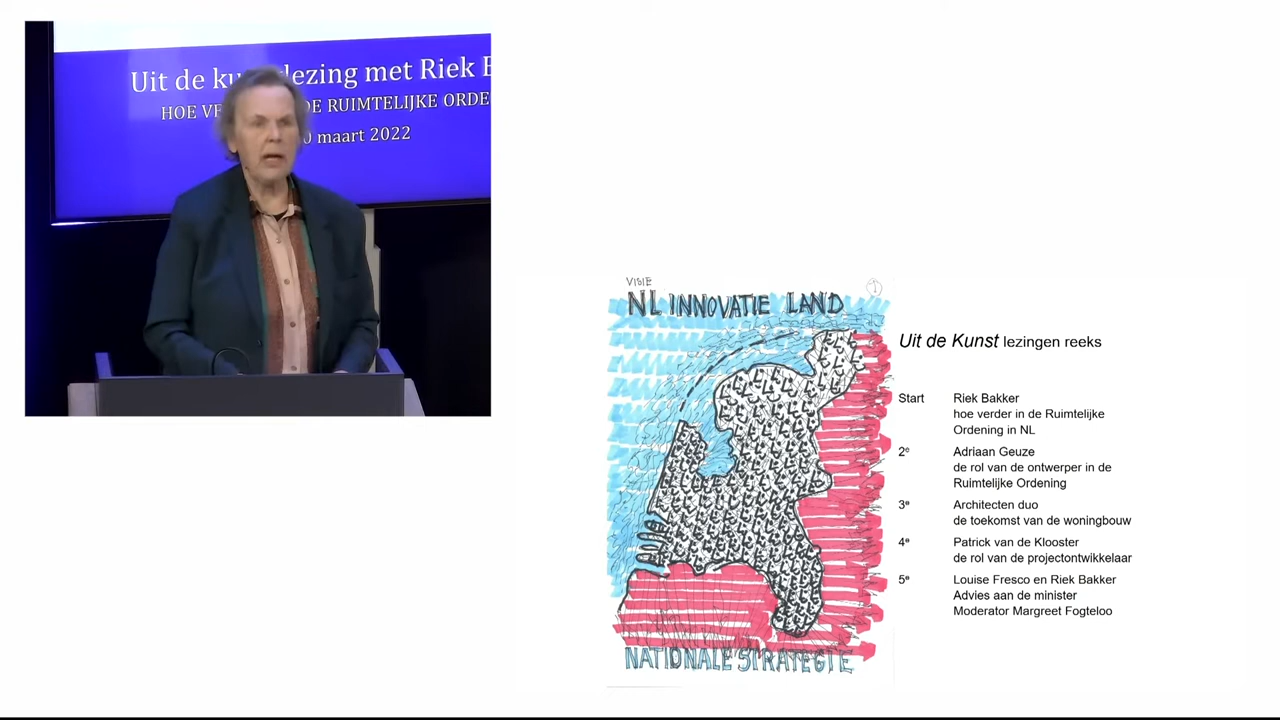 Uit de ku lezing met Riek
HOE DE RUIMTELIJKE ORDE
0 maart 2022
VISIE
1
NL INNOVATIE LAND
Uit de Kunst lezingen reeks
Start Riek Bakker
hoe verder in de Ruimtelijke
Ordening in NL
2e Adriaan Geuze
de rol van de ontwerper in de
Ruimtelijke Ordening
3e Architecten duo
de toekomst van de woningbouw
4e Patrick van de Klooster
de rol van de projectontwikkelaar
5e Louise Fresco en Riek Bakker
Advies aan de minister
Moderator Margreet Fogteloo
NATIONALE STRATEGIE